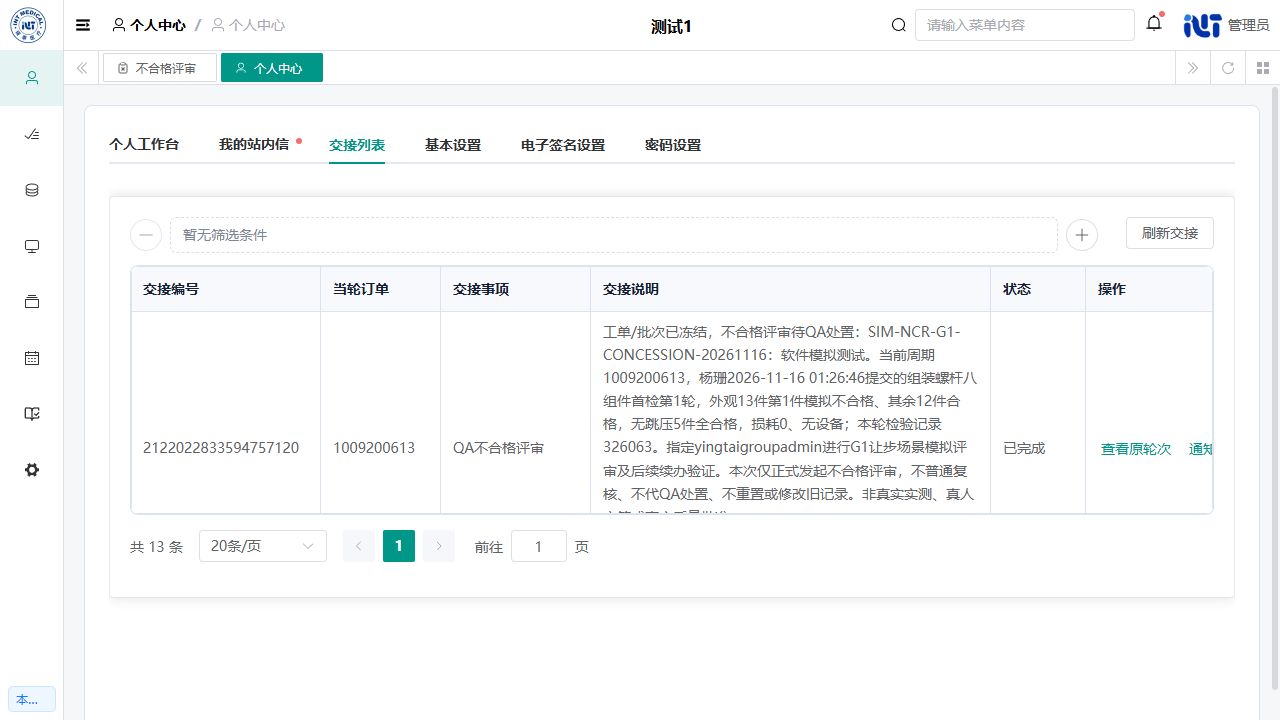 个人中心 / 个人中心
测试1
请输入菜单内容
管理员
不合格评审
个人中心
个人工作台
我的站内信
交接列表
基本设置
电子签名设置
密码设置
暂无筛选条件
刷新交接
交接编号
当轮订单
交接事项
交接说明
状态
操作
2122022833594757120
1009200613
QA不合格评审
工单/批次已冻结，不合格评审待QA处置：SIM-NCR-G1-
CONCESSION-20261116：软件模拟测试。当前周期
1009200613，杨珊2026-11-16 01:26:46提交的组装螺杆八
组件首检第1轮，外观13件第1件模拟不合格、其余12件合
格，无跳压5件全合格，损耗0、无设备；本轮检验记录
326063。指定yingtaigroupadmin进行G1让步场景模拟评
审及后续续办验证。本次仅正式发起不合格评审，不普通复
核、不代QA处置、不重置或修改旧记录。非真实实测、真人
已完成
查看原轮次
通知
共 13 条
20条/页
1
前往
1
页
本...